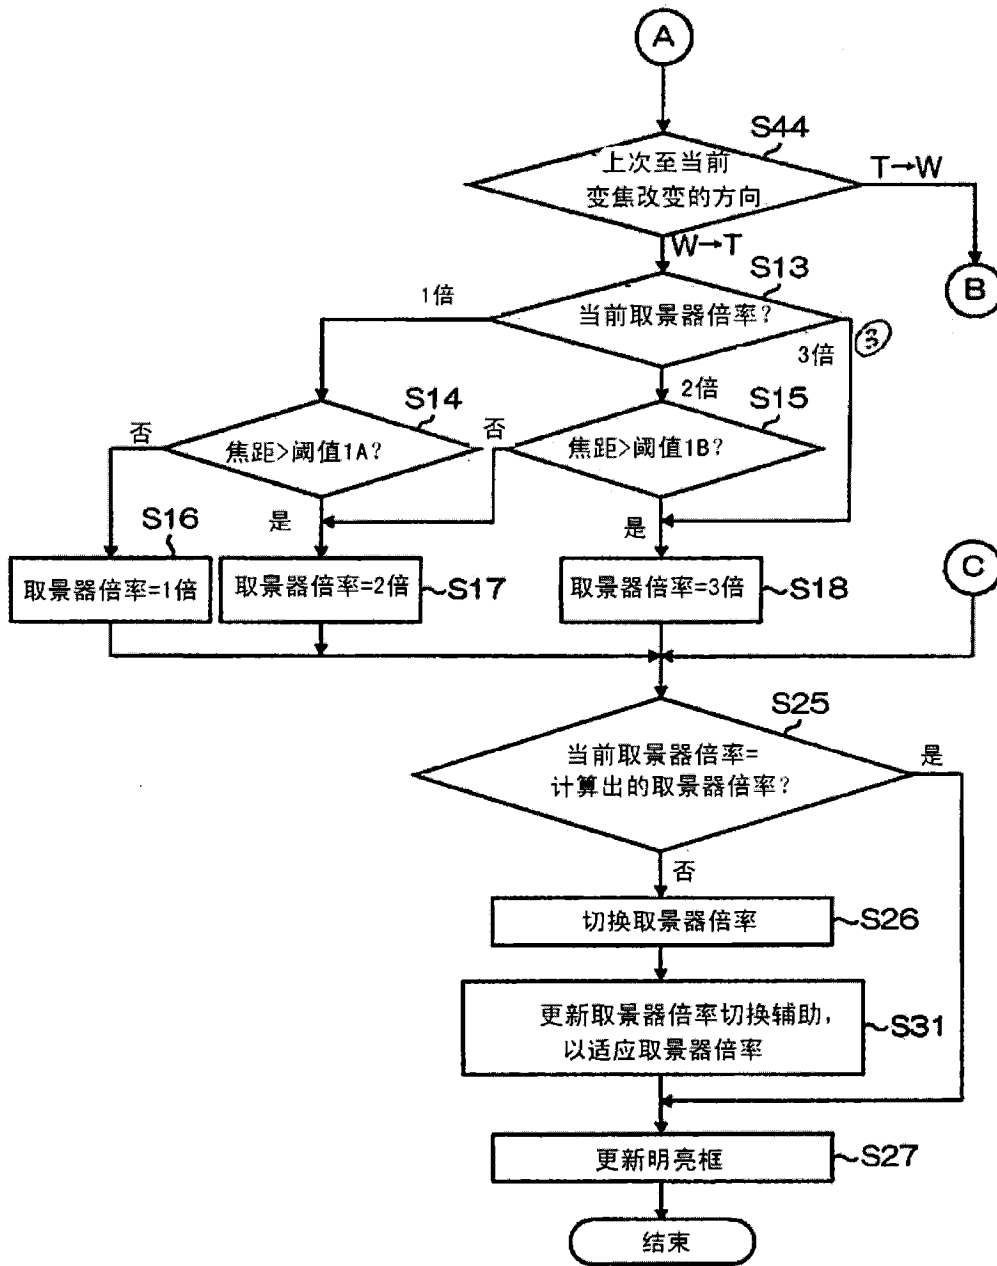 A
S44
上次至当前
变焦改变的方向
T→W
W→T
B
S13
当前取景器倍率?
1倍
3倍
③
2倍
S14
S15
否
焦距>阈值1A?
否
焦距>阈值1B?
是
是
S16
取景器倍率=1倍
取景器倍率=2倍
S17
取景器倍率=3倍
S18
C
S25
当前取景器倍率=
计算出的取景器倍率?
是
否
切换取景器倍率
S26
更新取景器倍率切换辅助,
以适应取景器倍率
S31
更新明亮框
S27
结束